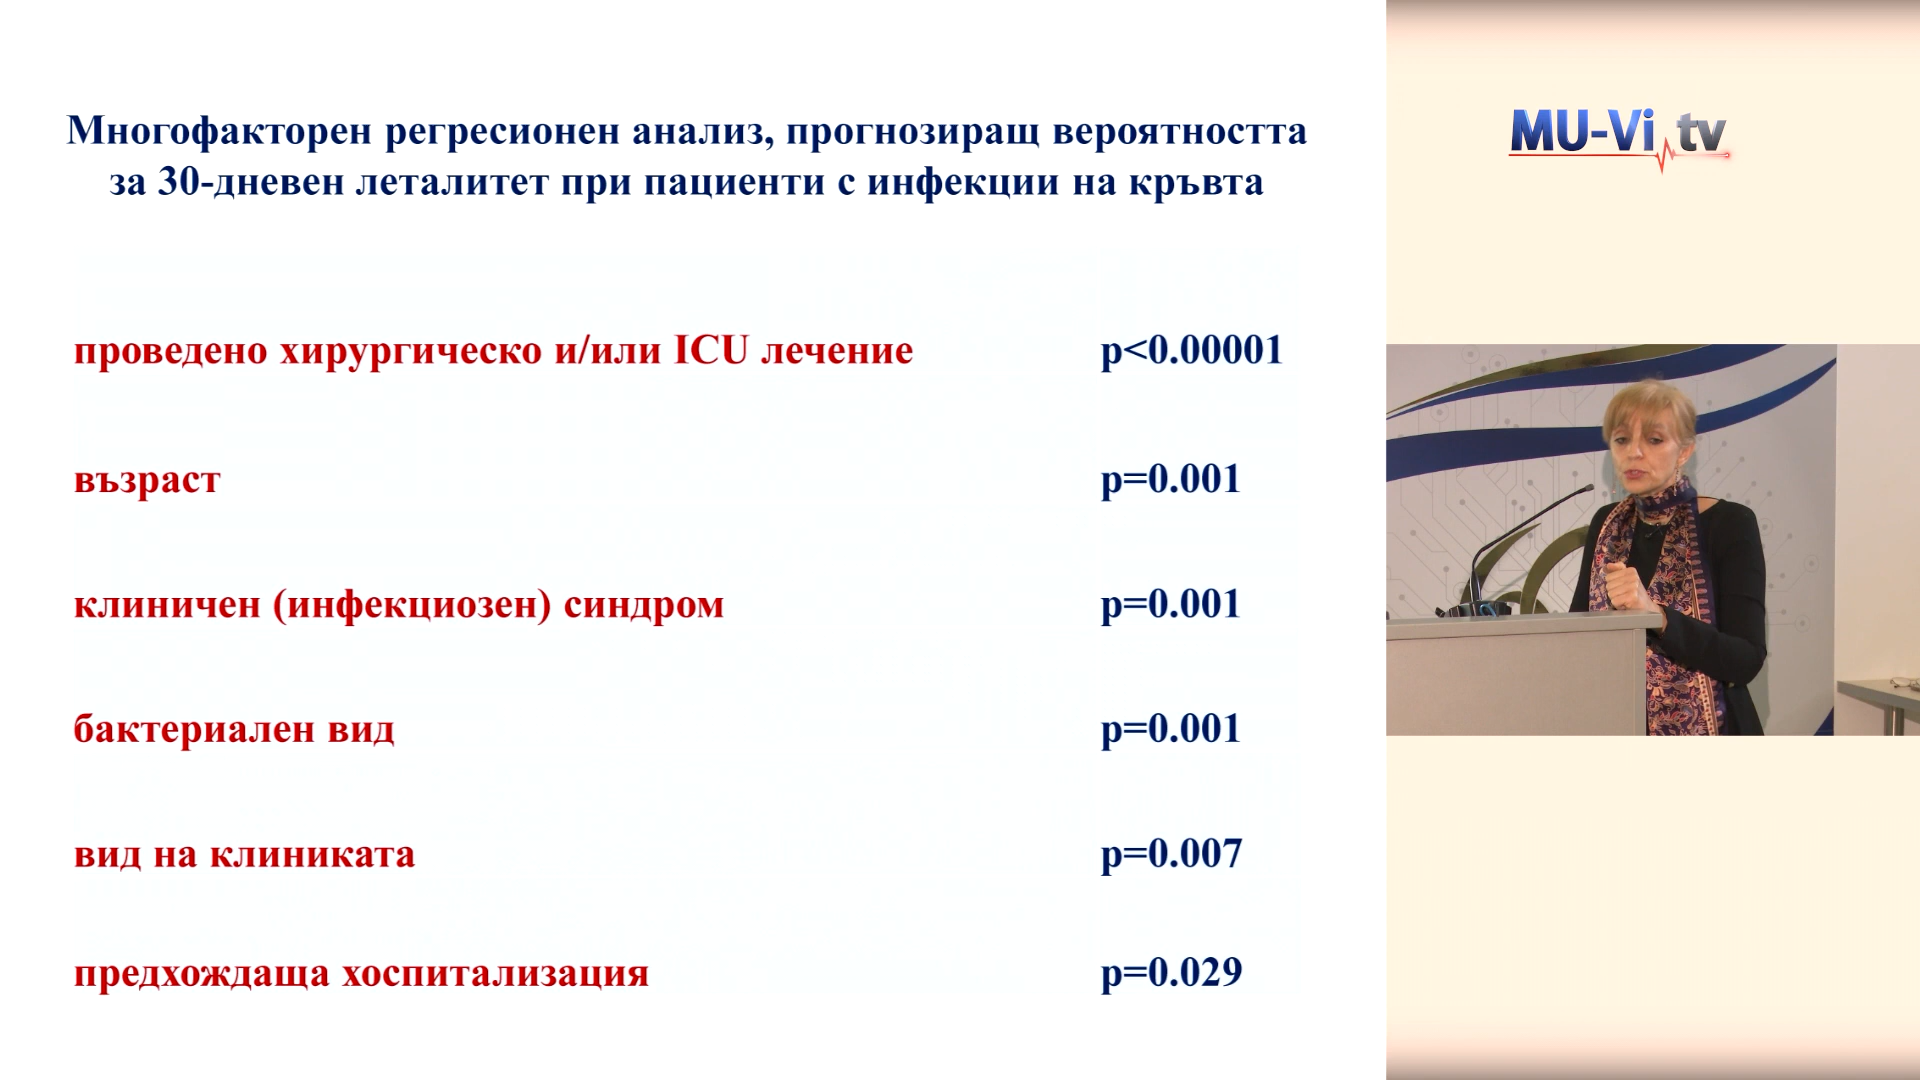 Многофакторен регресионен анализ, прогнозиращ вероятността
за 30-дневен леталитет при пациенти с инфекции на кръвта
проведено хирургическо и/или ICU лечение p<0.00001
възраст p=0.001
клиничен (инфекциозен) синдром p=0.001
бактериален вид p=0.001
вид на клиниката p=0.007
предхождаща хоспитализация p=0.029
MU-Vi tv